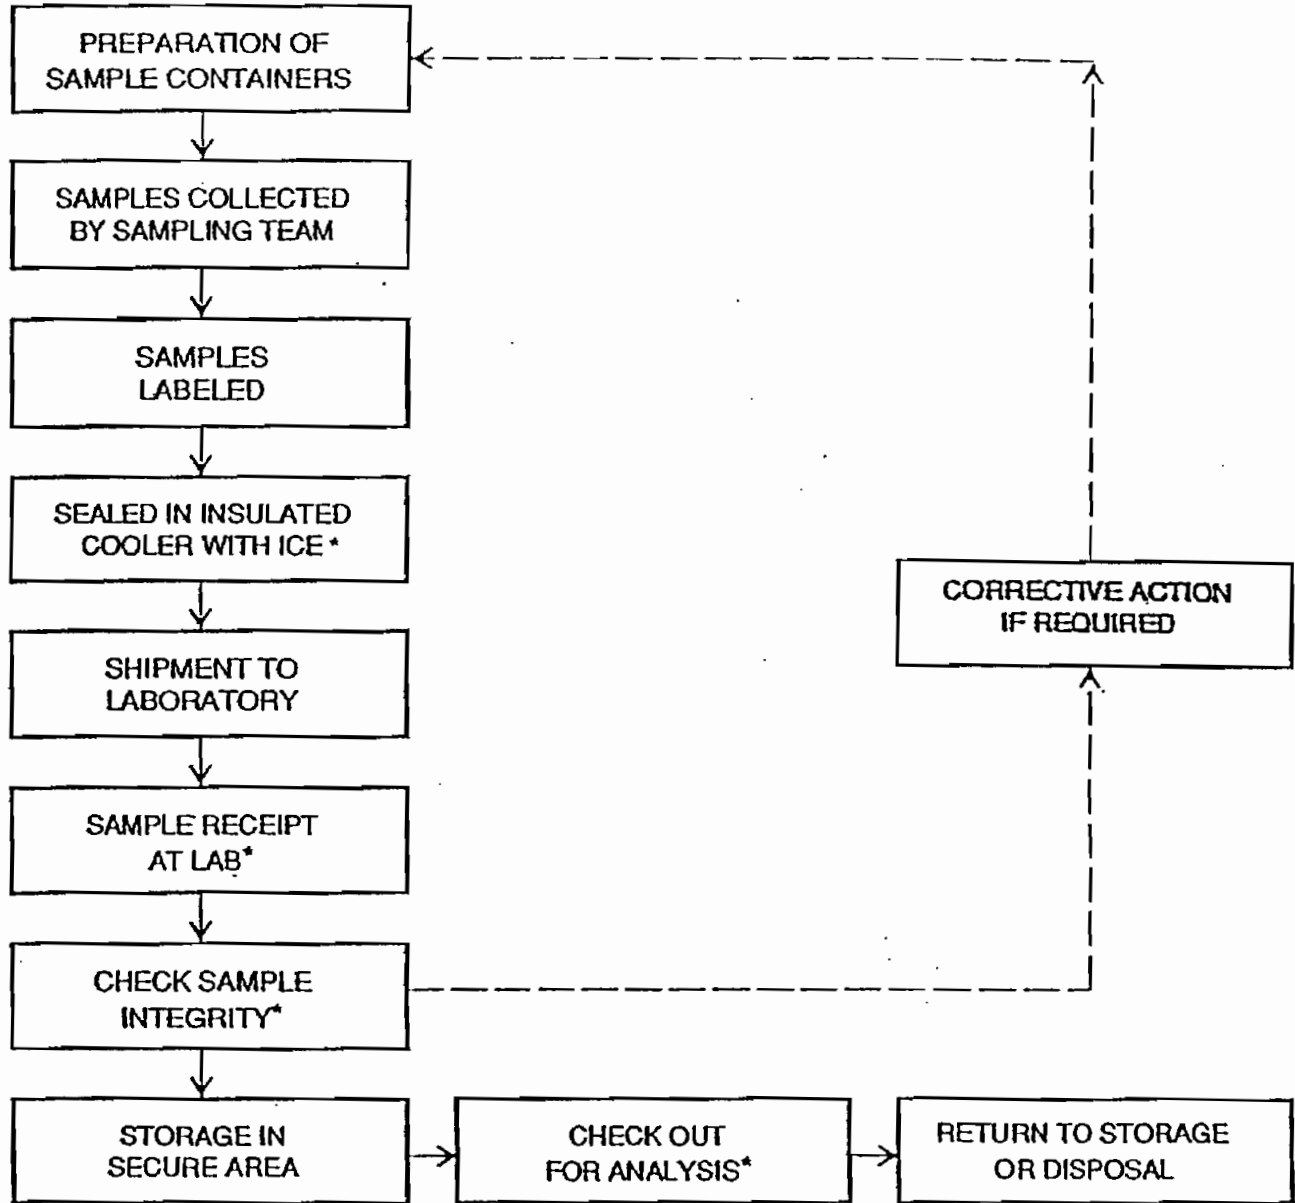 PREPARATION OF
SAMPLE CONTAINERS
SAMPLES COLLECTED
BY SAMPLING TEAM
SAMPLES
LABELED
SEALED IN INSULATED
COOLER WITH ICE *
SHIPMENT TO
LABORATORY
SAMPLE RECEIPT
AT LAB*
CHECK SAMPLE
INTEGRITY*
CORRECTIVE ACTION
IF REQUIRED
STORAGE IN
SECURE AREA
CHECK OUT
FOR ANALYSIS*
RETURN TO STORAGE
OR DISPOSAL